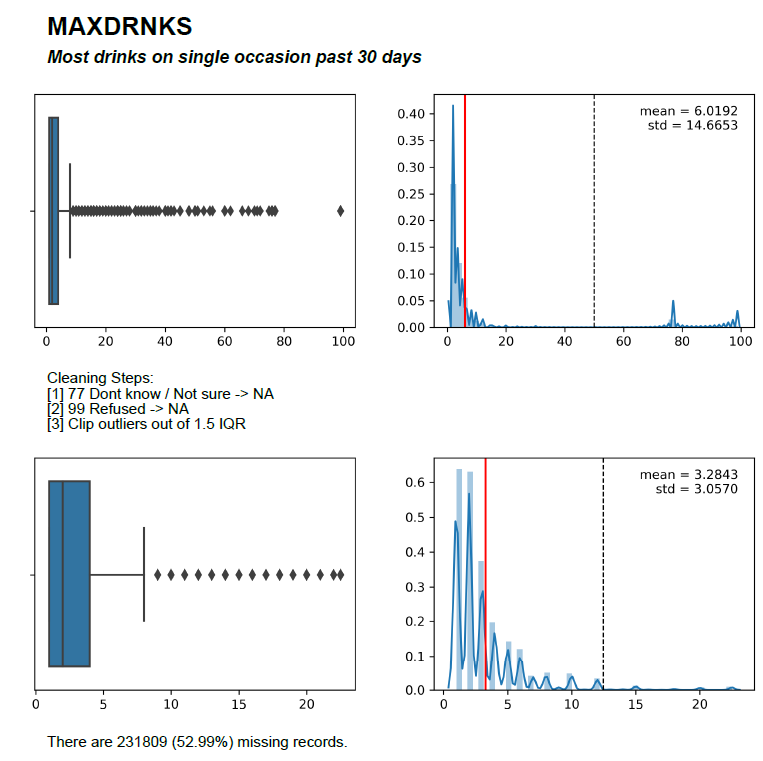 MAXDRNKS
Most drinks on single occasion past 30 days
mean = 6.0192
std = 14.6653
0.40
0.35
0.30
0.25
0.20
0.15
0.10
0.05
0.00
0 20 40 60 80 100
0 20 40 60 80 100
Cleaning Steps:
[1] 77 Dont know / Not sure -> NA
[2] 99 Refused -> NA
[3] Clip outliers out of 1.5 IQR
mean = 3.2843
std = 3.0570
0.6
0.5
0.4
0.3
0.2
0.1
0.0
0 5 10 15 20
0 5 10 15 20
There are 231809 (52.99%) missing records.